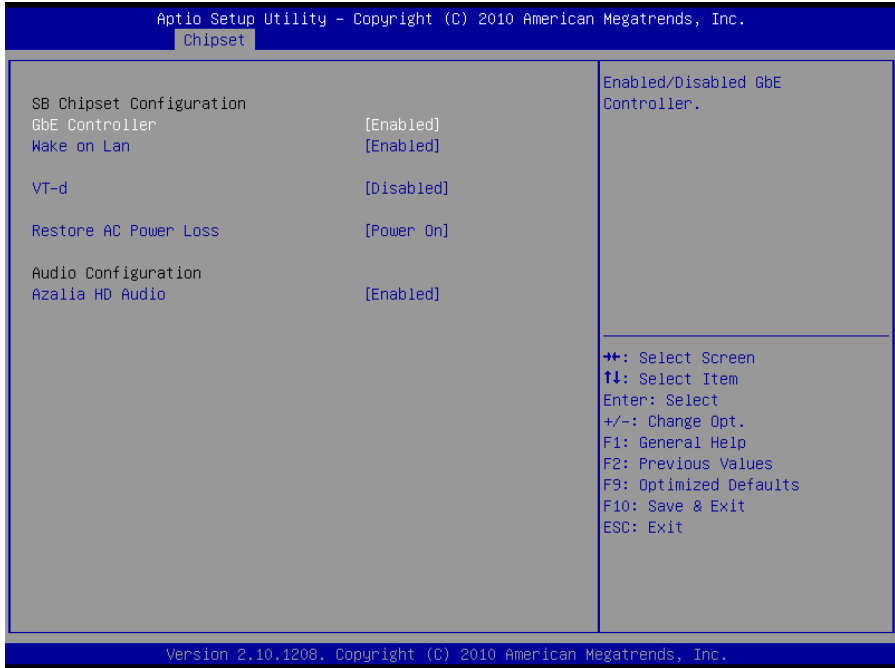 Aptio Setup Utility – Copyright (C) 2010 American Megatrends, Inc.
Chipset
SB Chipset Configuration
GbE Controller [Enabled]
Wake on Lan [Enabled]
VT-d [Disabled]
Restore AC Power Loss [Power On]
Audio Configuration
Azalia HD Audio [Enabled]
Enabled/Disabled GbE
Controller.
→←: Select Screen
↑↓: Select Item
Enter: Select
+/-: Change Opt.
F1: General Help
F2: Previous Values
F9: Optimized Defaults
F10: Save & Exit
ESC: Exit
Version 2.10.1208. Copyright (C) 2010 American Megatrends, Inc.